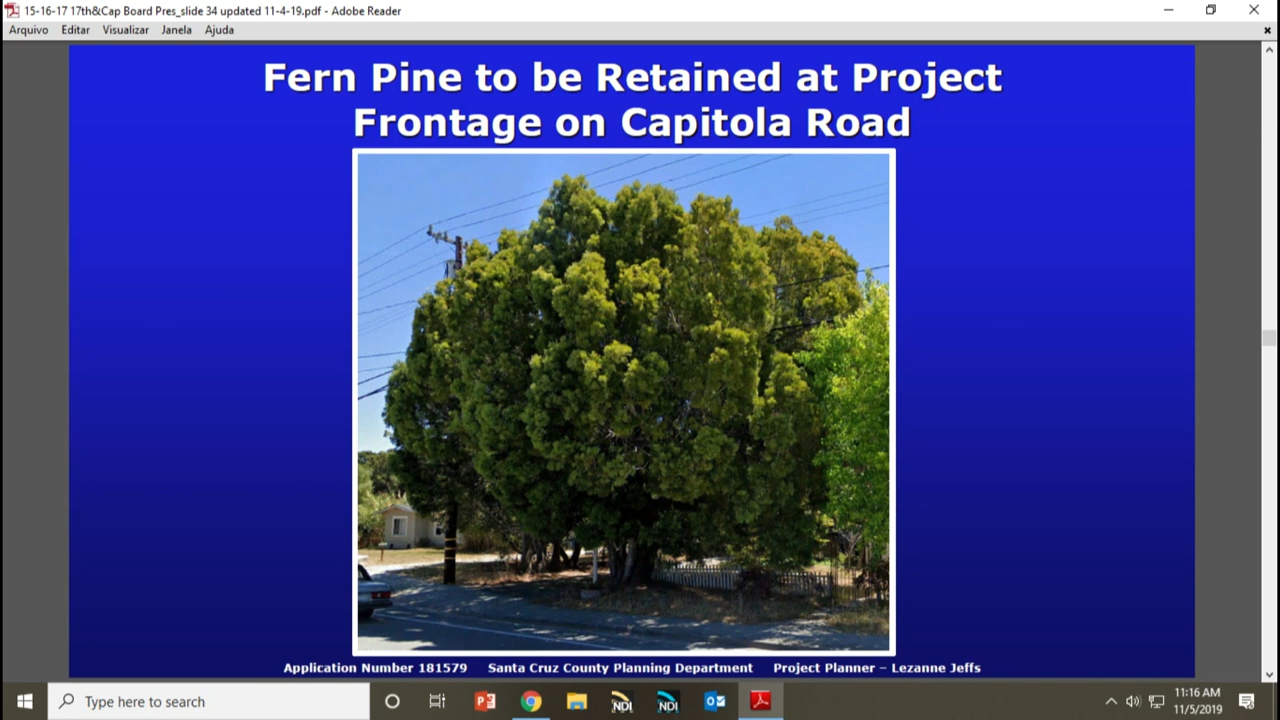 15-16-17 17th&Cap Board Pres_slide 34 updated 11-4-19.pdf - Adobe Reader
Arquivo Editar Visualizar Janela Ajuda
Fern Pine to be Retained at Project
Frontage on Capitola Road
Application Number 181579 Santa Cruz County Planning Department Project Planner – Lezanne Jeffs
Type here to search
NDI
NDI
11:16 AM
11/5/2019